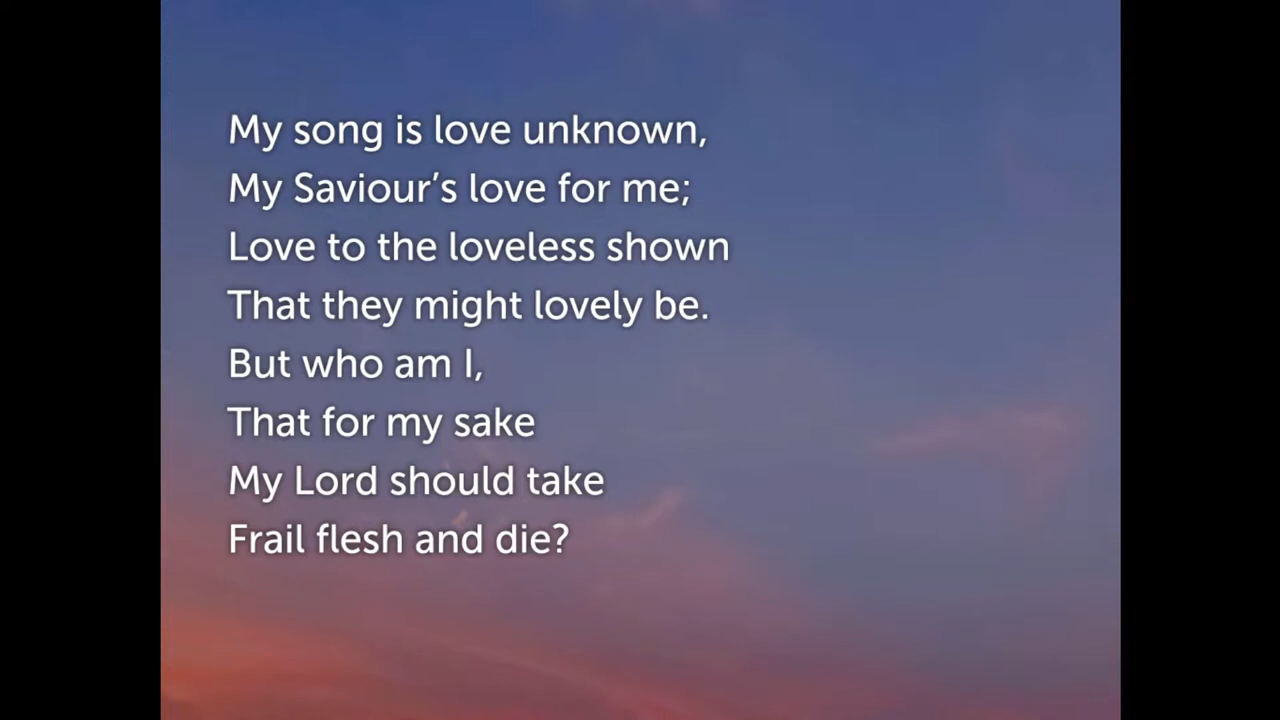 My song is love unknown,
My Saviour’s love for me;
Love to the loveless shown
That they might lovely be.
But who am I,
That for my sake
My Lord should take
Frail flesh and die?